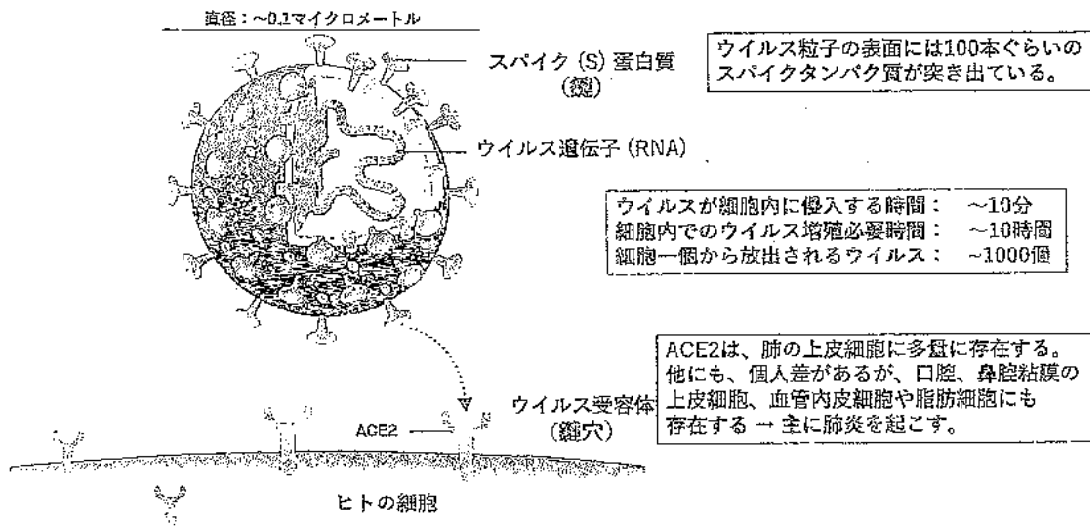 直径：～0.1マイクロメートル
スパイク (S) 蛋白質
(鍵)
ウイルス粒子の表面には100本ぐらいの
スパイクタンパク質が突き出ている。
ウイルス遺伝子 (RNA)
ウイルスが細胞内に侵入する時間： ～10分
細胞内でのウイルス増殖必要時間： ～10時間
細胞一個から放出されるウイルス： ~1000個
ACE2は、肺の上皮細胞に多量に存在する。
他にも、個人差があるが、口腔、鼻腔粘膜の
上皮細胞、血管内皮細胞や脂肪細胞にも
存在する → 主に肺炎を起こす。
ウイルス受容体
(鍵穴)
ACE2
ヒトの細胞